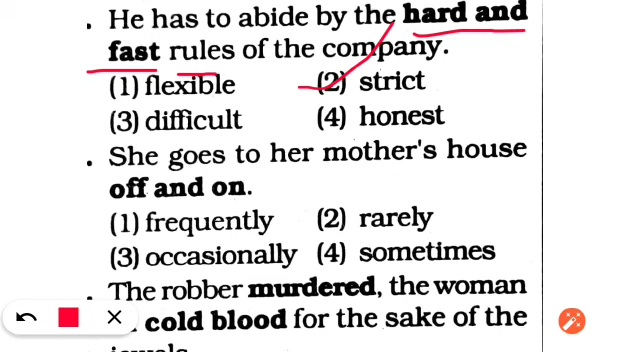 . He has to abide by the hard and
fast rules of the company.
(1) flexible (2) strict
(3) difficult (4) honest
. She goes to her mother's house
off and on.
(1) frequently (2) rarely
(3) occasionally (4) sometimes
. The robber murdered, the woman
cold blood for the sake of the
jewels